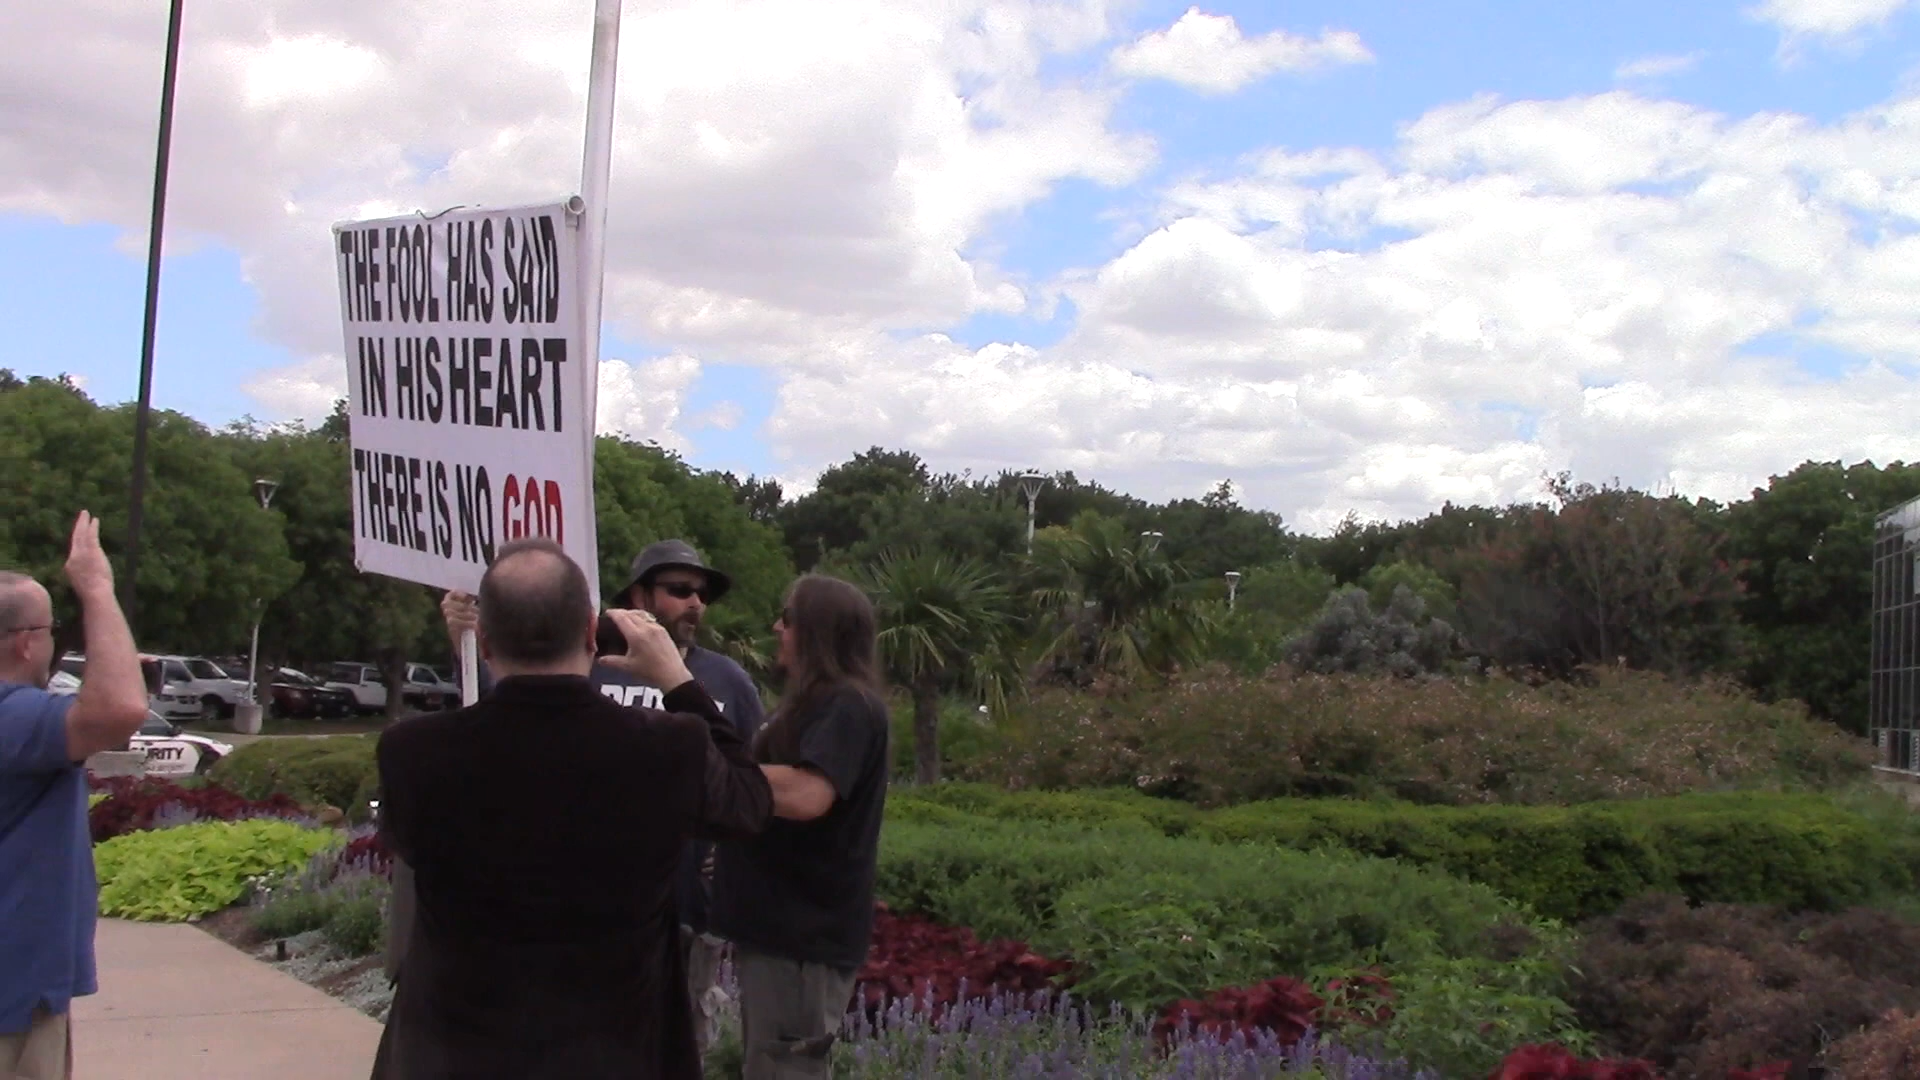 THE FOOL HAS SAID
IN HIS HEART
THERE IS NO GOD